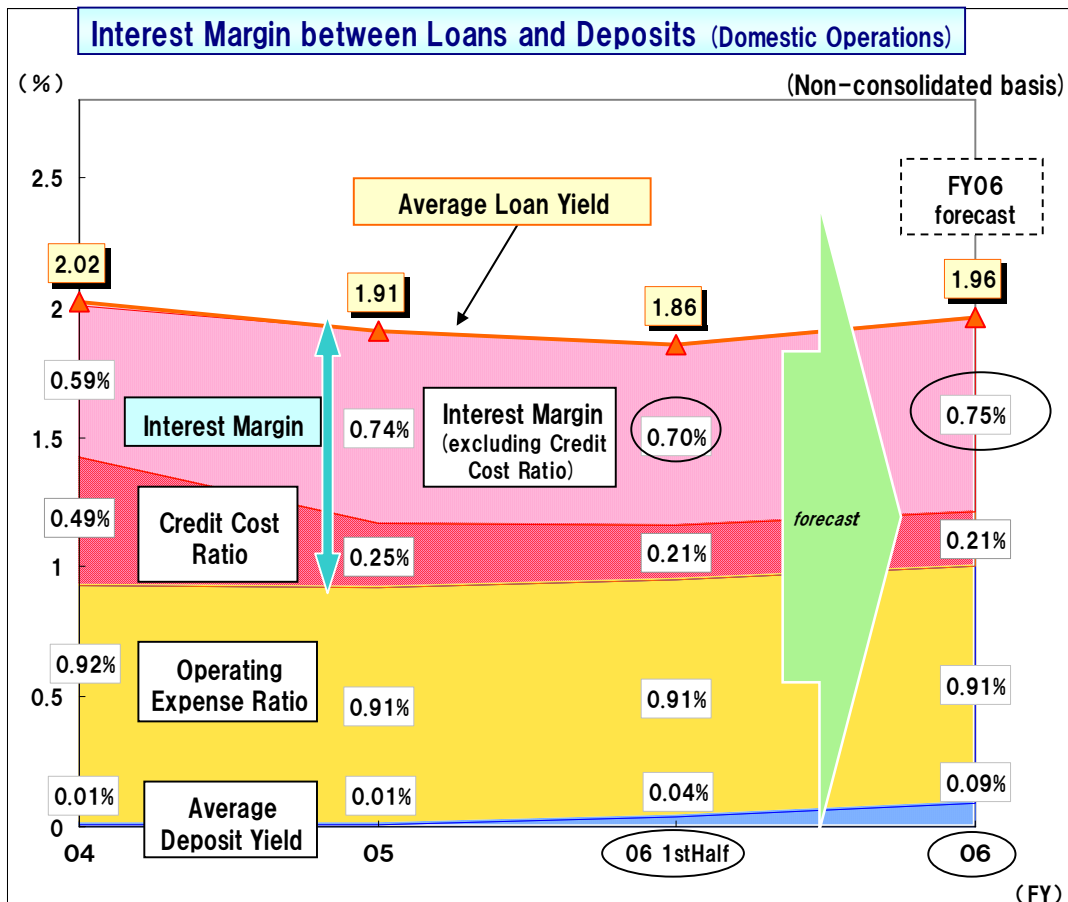 Interest Margin between Loans and Deposits (Domestic Operations)
(%)
(Non-consolidated basis)
2.5
Average Loan Yield
FY06
forecast
2.02
1.91
1.86
1.96
2
0.59%
Interest Margin
0.74%
Interest Margin
(excluding Credit
Cost Ratio)
0.70%
0.75%
1.5
0.49%
Credit Cost
Ratio
0.25%
0.21%
forecast
0.21%
1
0.92%
Operating
Expense Ratio
0.91%
0.91%
0.91%
0.5
0.01%
Average
Deposit Yield
0.01%
0.04%
0.09%
0
04
05
06 1stHalf
06
(FY)